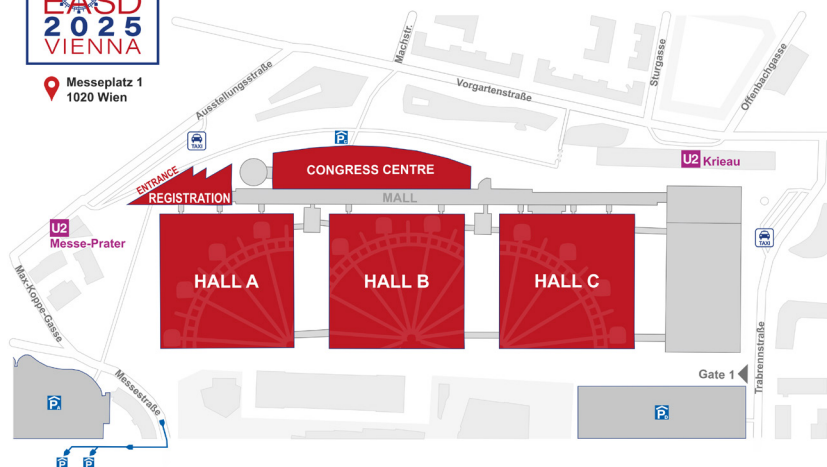 EASD
2025
VIENNA
Messeplatz 1
1020 Wien
Ausstellungsstraße
Machstr.
Vorgartenstraße
Sturgasse
Offenbachgasse
TAXI
P
U2 Krieau
ENTRANCE
REGISTRATION
CONGRESS CENTRE
MALL
U2
Messe-Prater
TAXI
HALL A
HALL B
HALL C
Max-Koppe-Gasse
Trabrennstraße
Gate 1
Messestraße
P
P
P
P